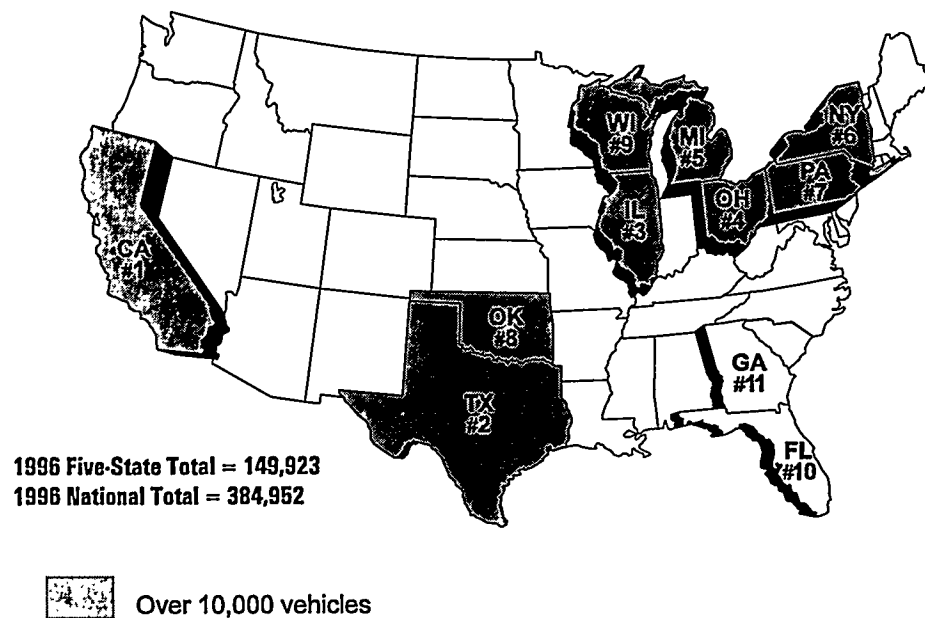 WI
#9
MI
#5
NY
#6
PA
#7
OH
#4
IL
#3
CA
#1
OK
#8
TX
#2
GA
#11
FL
#10
1996 Five-State Total = 149,923
1996 National Total = 384,952
Over 10,000 vehicles